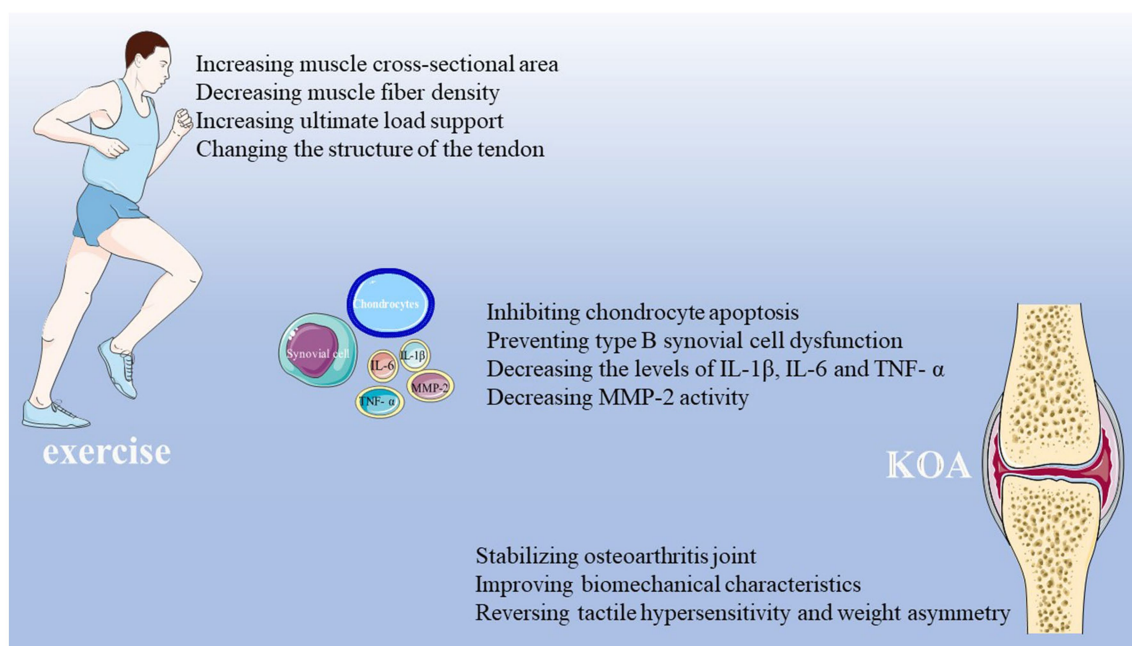 Increasing muscle cross-sectional area
Decreasing muscle fiber density
Increasing ultimate load support
Changing the structure of the tendon
Chondrocytes
Synovial cell
IL-6
IL-1β
MMP-2
TNF- α
Inhibiting chondrocyte apoptosis
Preventing type B synovial cell dysfunction
Decreasing the levels of IL-1β, IL-6 and TNF- α
Decreasing MMP-2 activity
exercise
KOA
Stabilizing osteoarthritis joint
Improving biomechanical characteristics
Reversing tactile hypersensitivity and weight asymmetry